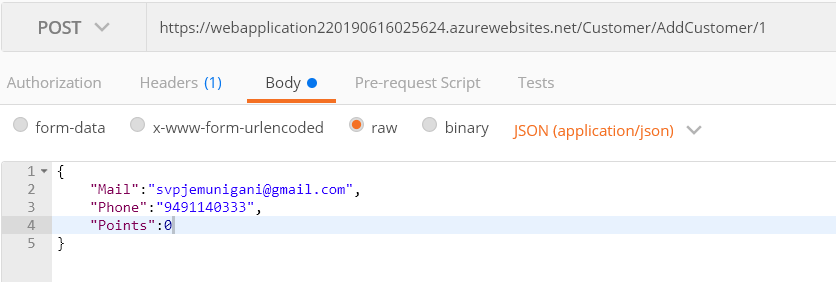 POST https://webapplication220190616025624.azurewebsites.net/Customer/AddCustomer/1
Authorization Headers (1) Body Pre-request Script Tests
form-data x-www-form-urlencoded raw binary JSON (application/json)
1 {
2 "Mail":"svpjemunigani@gmail.com",
3 "Phone":"9491140333",
4 "Points":0
5 }